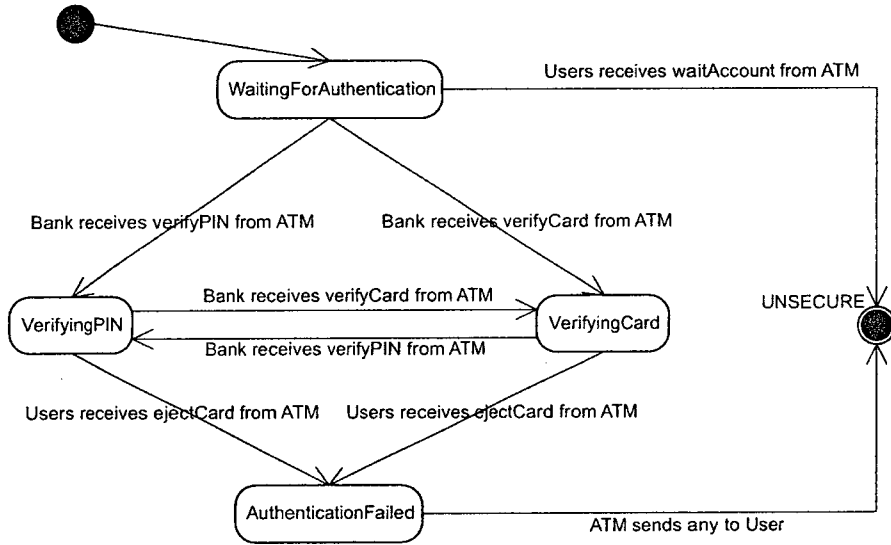 Users receives waitAccount from ATM
WaitingForAuthentication
Bank receives verifyPIN from ATM
Bank receives verifyCard from ATM
Bank receives verifyCard from ATM
UNSECURE
VerifyingPIN
VerifyingCard
Bank receives verifyPIN from ATM
Users receives ejectCard from ATM
Users receives ejectCard from ATM
AuthenticationFailed
ATM sends any to User